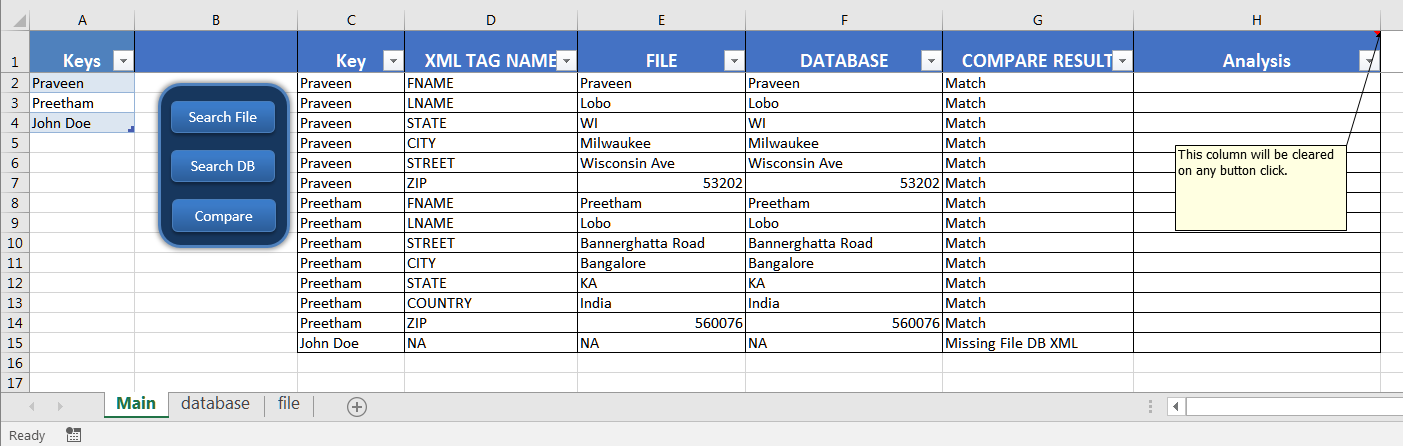 A B C D E F G H
1 Keys Key XML TAG NAME FILE DATABASE COMPARE RESULT Analysis
2 Praveen Praveen FNAME Praveen Praveen Match
3 Preetham Praveen LNAME Lobo Lobo Match
4 John Doe Search File Praveen STATE WI WI Match
5 Praveen CITY Milwaukee Milwaukee Match
6 Search DB Praveen STREET Wisconsin Ave Wisconsin Ave Match
7 Praveen ZIP 53202 53202 Match
8 Preetham FNAME Preetham Preetham Match
9 Compare Preetham LNAME Lobo Lobo Match
10 Preetham STREET Bannerghatta Road Bannerghatta Road Match
11 Preetham CITY Bangalore Bangalore Match
12 Preetham STATE KA KA Match
13 Preetham COUNTRY India India Match
14 Preetham ZIP 560076 560076 Match
15 John Doe NA NA NA Missing File DB XML
16
17
This column will be cleared
on any button click.
Main database file
Ready